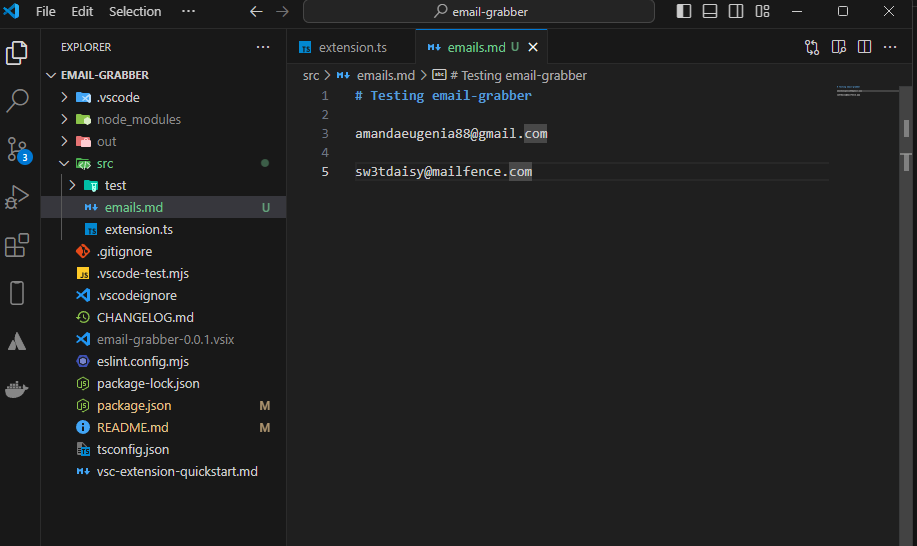 File Edit Selection ··· email-grabber
EXPLORER ···
EMAIL-GRABBER
.vscode
node_modules
out
src
test
emails.md U
extension.ts
.gitignore
.vscode-test.mjs
.vscodeignore
CHANGELOG.md
email-grabber-0.0.1.vsix
eslint.config.mjs
package-lock.json
package.json M
README.md M
tsconfig.json
vsc-extension-quickstart.md
3
TS extension.ts
emails.md U
src > emails.md > abc # Testing email-grabber
1 # Testing email-grabber
2
3 amandaeugenia88@gmail.com
4
5 sw3tdaisy@mailfence.com